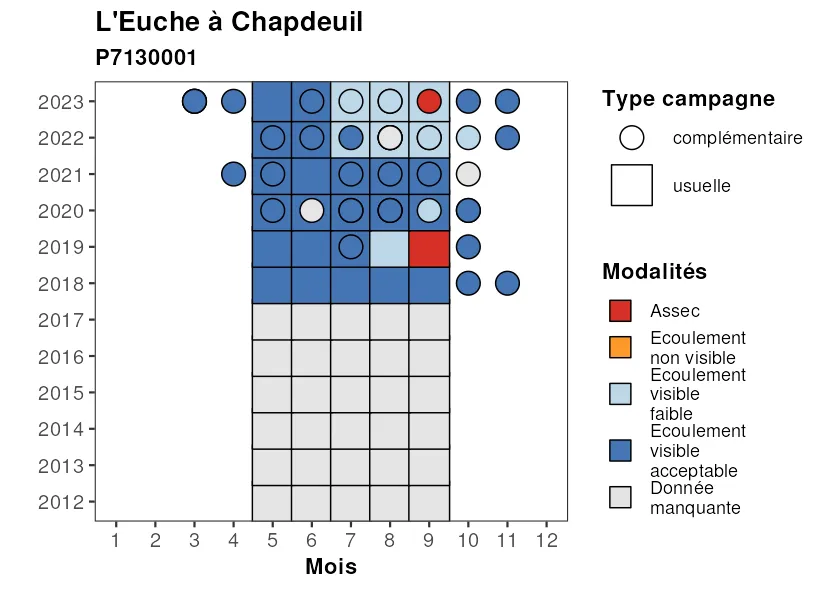 L'Euche à Chapdeuil
P7130001
2023
2022
2021
2020
2019
2018
2017
2016
2015
2014
2013
2012
1 2 3 4 5 6 7 8 9 10 11 12
Mois
Type campagne
complémentaire
usuelle
Modalités
Assec
Ecoulement
non visible
Ecoulement
visible
faible
Ecoulement
visible
acceptable
Donnée
manquante